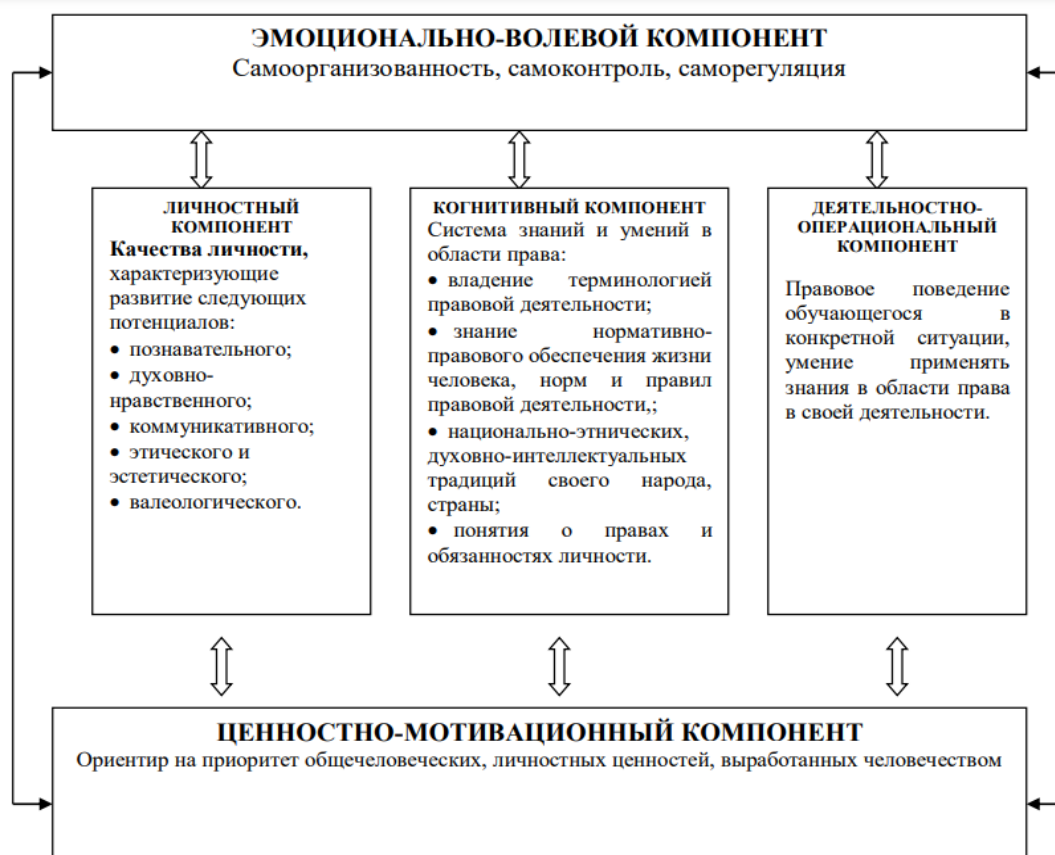 ЭМОЦИОНАЛЬНО-ВОЛЕВОЙ КОМПОНЕНТ
Самоорганизованность, самоконтроль, саморегуляция
ЛИЧНОСТНЫЙ
КОМПОНЕНТ
Качества личности,
характеризующие
развитие следующих
потенциалов:
• познавательного;
• духовно-
нравственного;
• коммуникативного;
• этического и
эстетического;
• валеологического.
КОГНИТИВНЫЙ КОМПОНЕНТ
Система знаний и умений в
области права:
• владение терминологией
правовой деятельности;
• знание нормативно-
правового обеспечения жизни
человека, норм и правил
правовой деятельности,;
• национально-этнических,
духовно-интеллектуальных
традиций своего народа,
страны;
• понятия о правах и
обязанностях личности.
ДЕЯТЕЛЬНОСТНО-
ОПЕРАЦИОНАЛЬНЫЙ
КОМПОНЕНТ
Правовое поведение
обучающегося в
конкретной ситуации,
умение применять
знания в области права
в своей деятельности.
ЦЕННОСТНО-МОТИВАЦИОННЫЙ КОМПОНЕНТ
Ориентир на приоритет общечеловеческих, личностных ценностей, выработанных человечеством